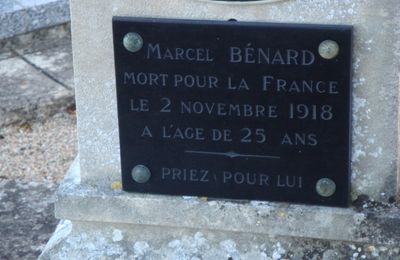 MARCEL BÉNARD
MORT POUR LA FRANCE
LE 2 NOVEMBRE 1918
A L'AGE DE 25 ANS
PRIEZ POUR LUI